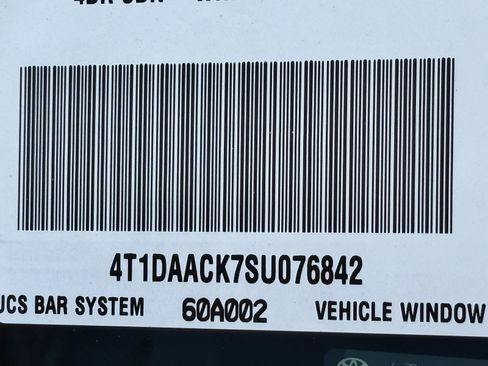 4T1DAACK7SU076842
UCS BAR SYSTEM 60A002 VEHICLE WINDOW